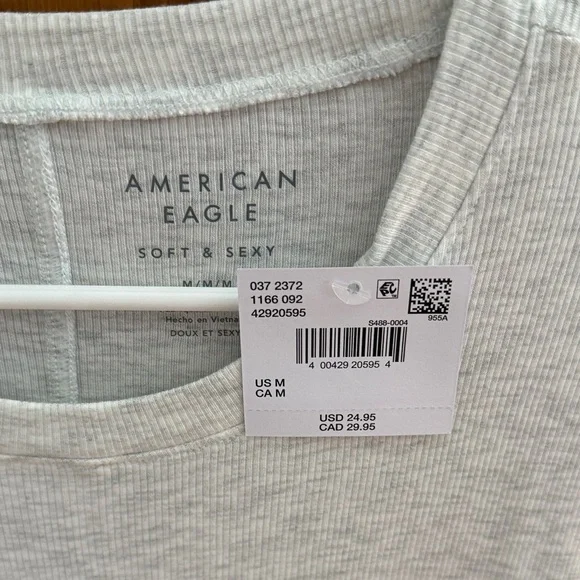 AMERICAN
EAGLE
SOFT & SEXY
M/M/M
Hecho en Vietna
DOUX ET SEXY
037 2372
1166 092
42920595
955A
S488-0004
4 00429 20595 4
US M
CA M
USD 24.95
CAD 29.95